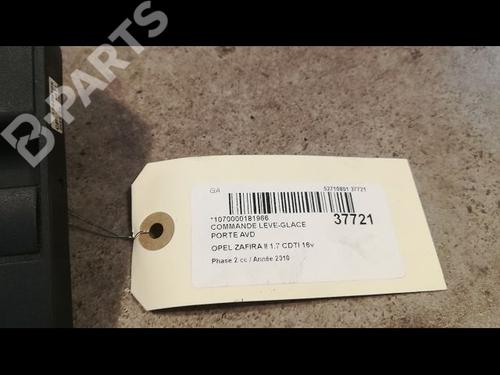 B-PARTS
GA 52710801 37721
*1070000181966
COMMANDE LEVE-GLACE 37721
PORTE AVD
OPEL ZAFIRA II 1.7 CDTI 16v
Phase 2 cc / Année 2010